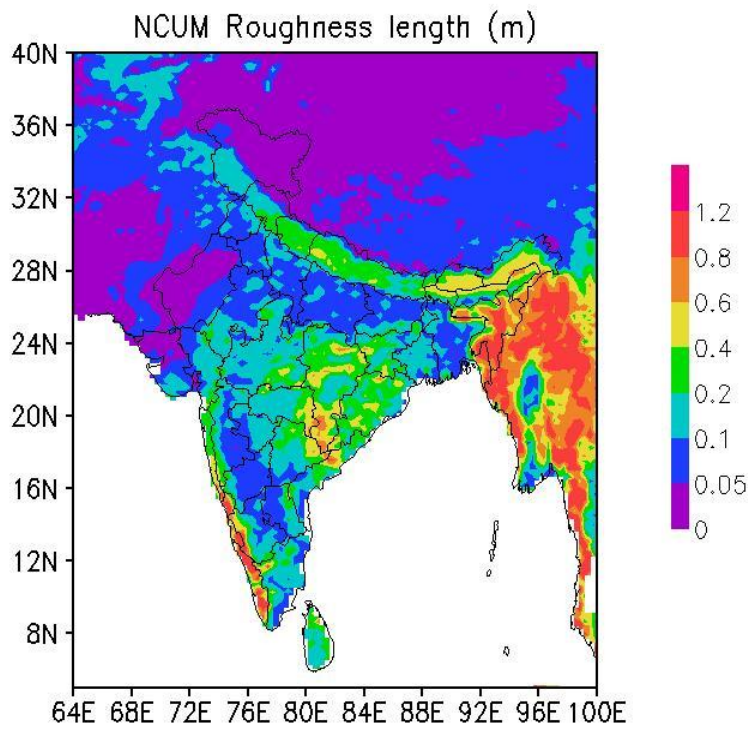 NCUM Roughness length (m)
40N
36N
32N
28N
24N
20N
16N
12N
8N
64E 68E 72E 76E 80E 84E 88E 92E 96E 100E
1.2
0.8
0.6
0.4
0.2
0.1
0.05
0